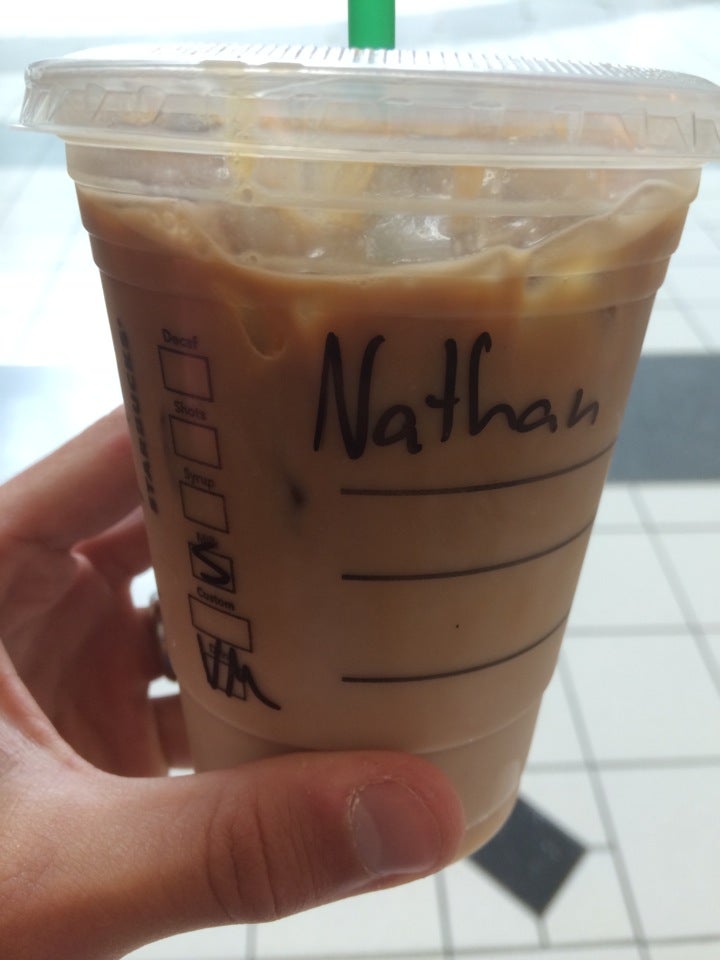 STARBUCKS
Decaf
Shots
Syrup
S
Custom
VM
Nathan